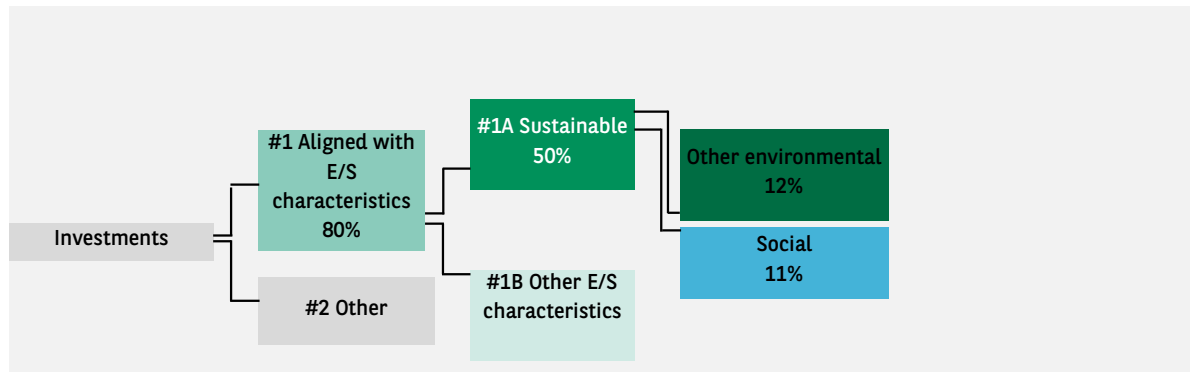 Investments
#1 Aligned with
E/S
characteristics
80%
#2 Other
#1A Sustainable
50%
#1B Other E/S
characteristics
Other environmental
12%
Social
11%